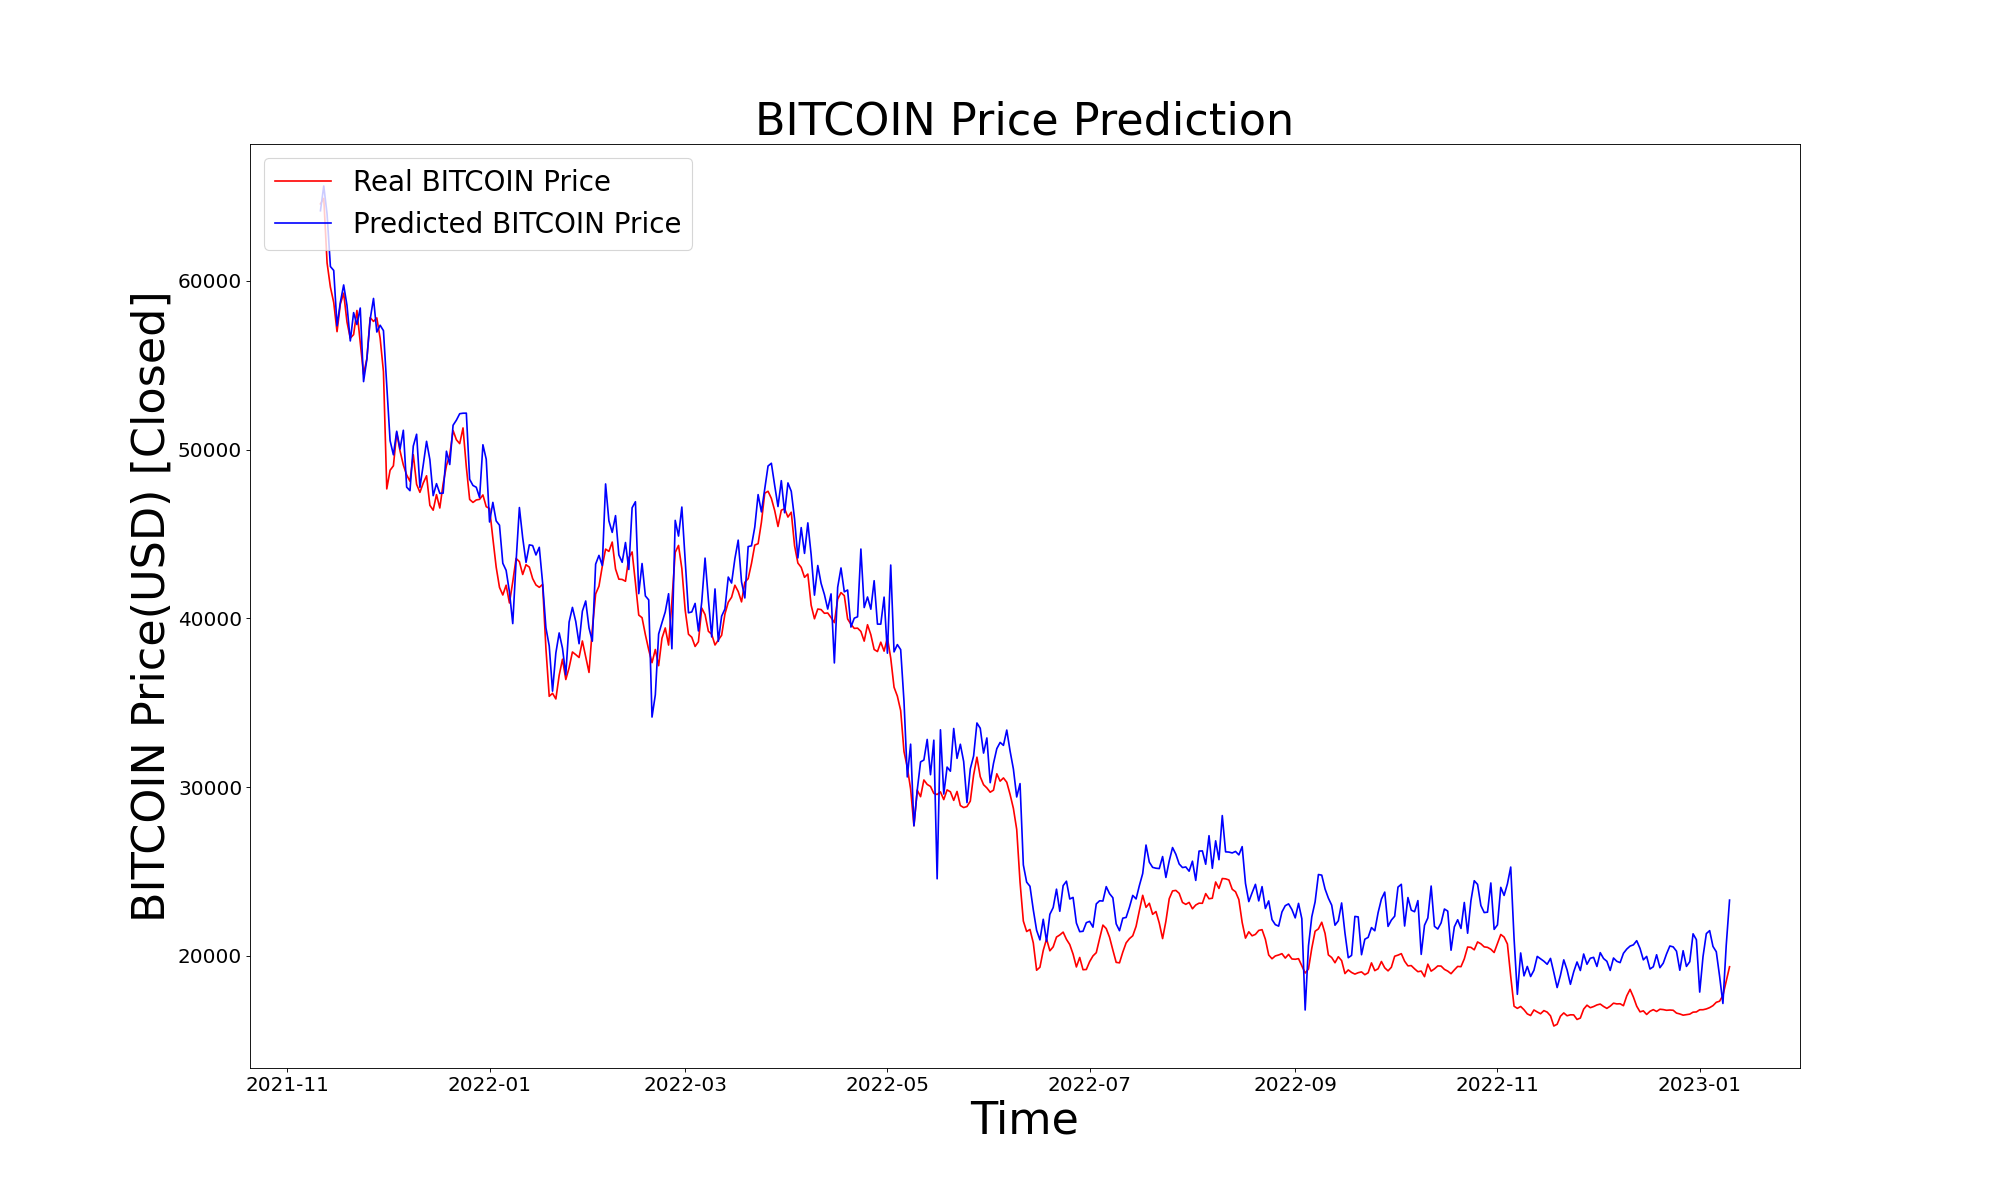 BITCOIN Price Prediction
Real BITCOIN Price
Predicted BITCOIN Price
BITCOIN Price(USD) [Closed]
60000
50000
40000
30000
20000
2021-11 2022-01 2022-03 2022-05 2022-07 2022-09 2022-11 2023-01
Time